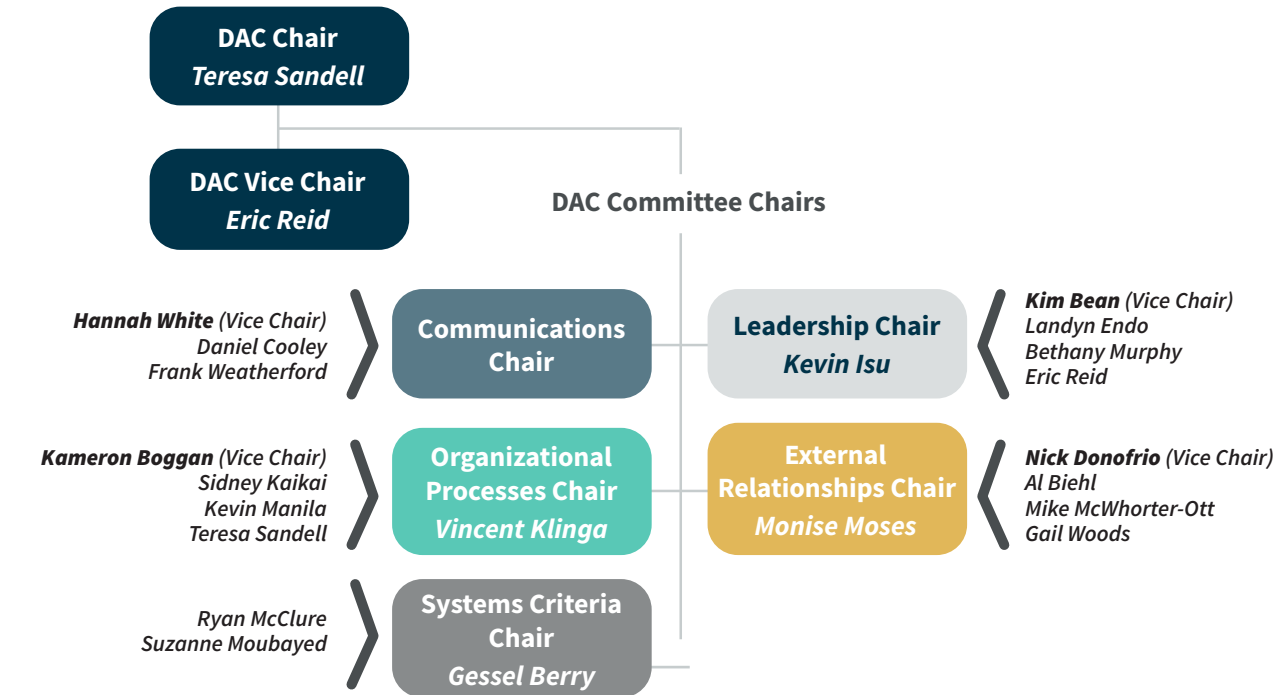 DAC Chair
Teresa Sandell
DAC Vice Chair
Eric Reid
DAC Committee Chairs
Hannah White (Vice Chair)
Daniel Cooley
Frank Weatherford
Communications
Chair
Leadership Chair
Kevin Isu
Kim Bean (Vice Chair)
Landyn Endo
Bethany Murphy
Eric Reid
Kameron Boggan (Vice Chair)
Sidney Kaikai
Kevin Manila
Teresa Sandell
Organizational
Processes Chair
Vincent Klinga
External
Relationships Chair
Monise Moses
Nick Donofrio (Vice Chair)
Al Biehl
Mike McWhorter-Ott
Gail Woods
Ryan McClure
Suzanne Moubayed
Systems Criteria
Chair
Gessel Berry